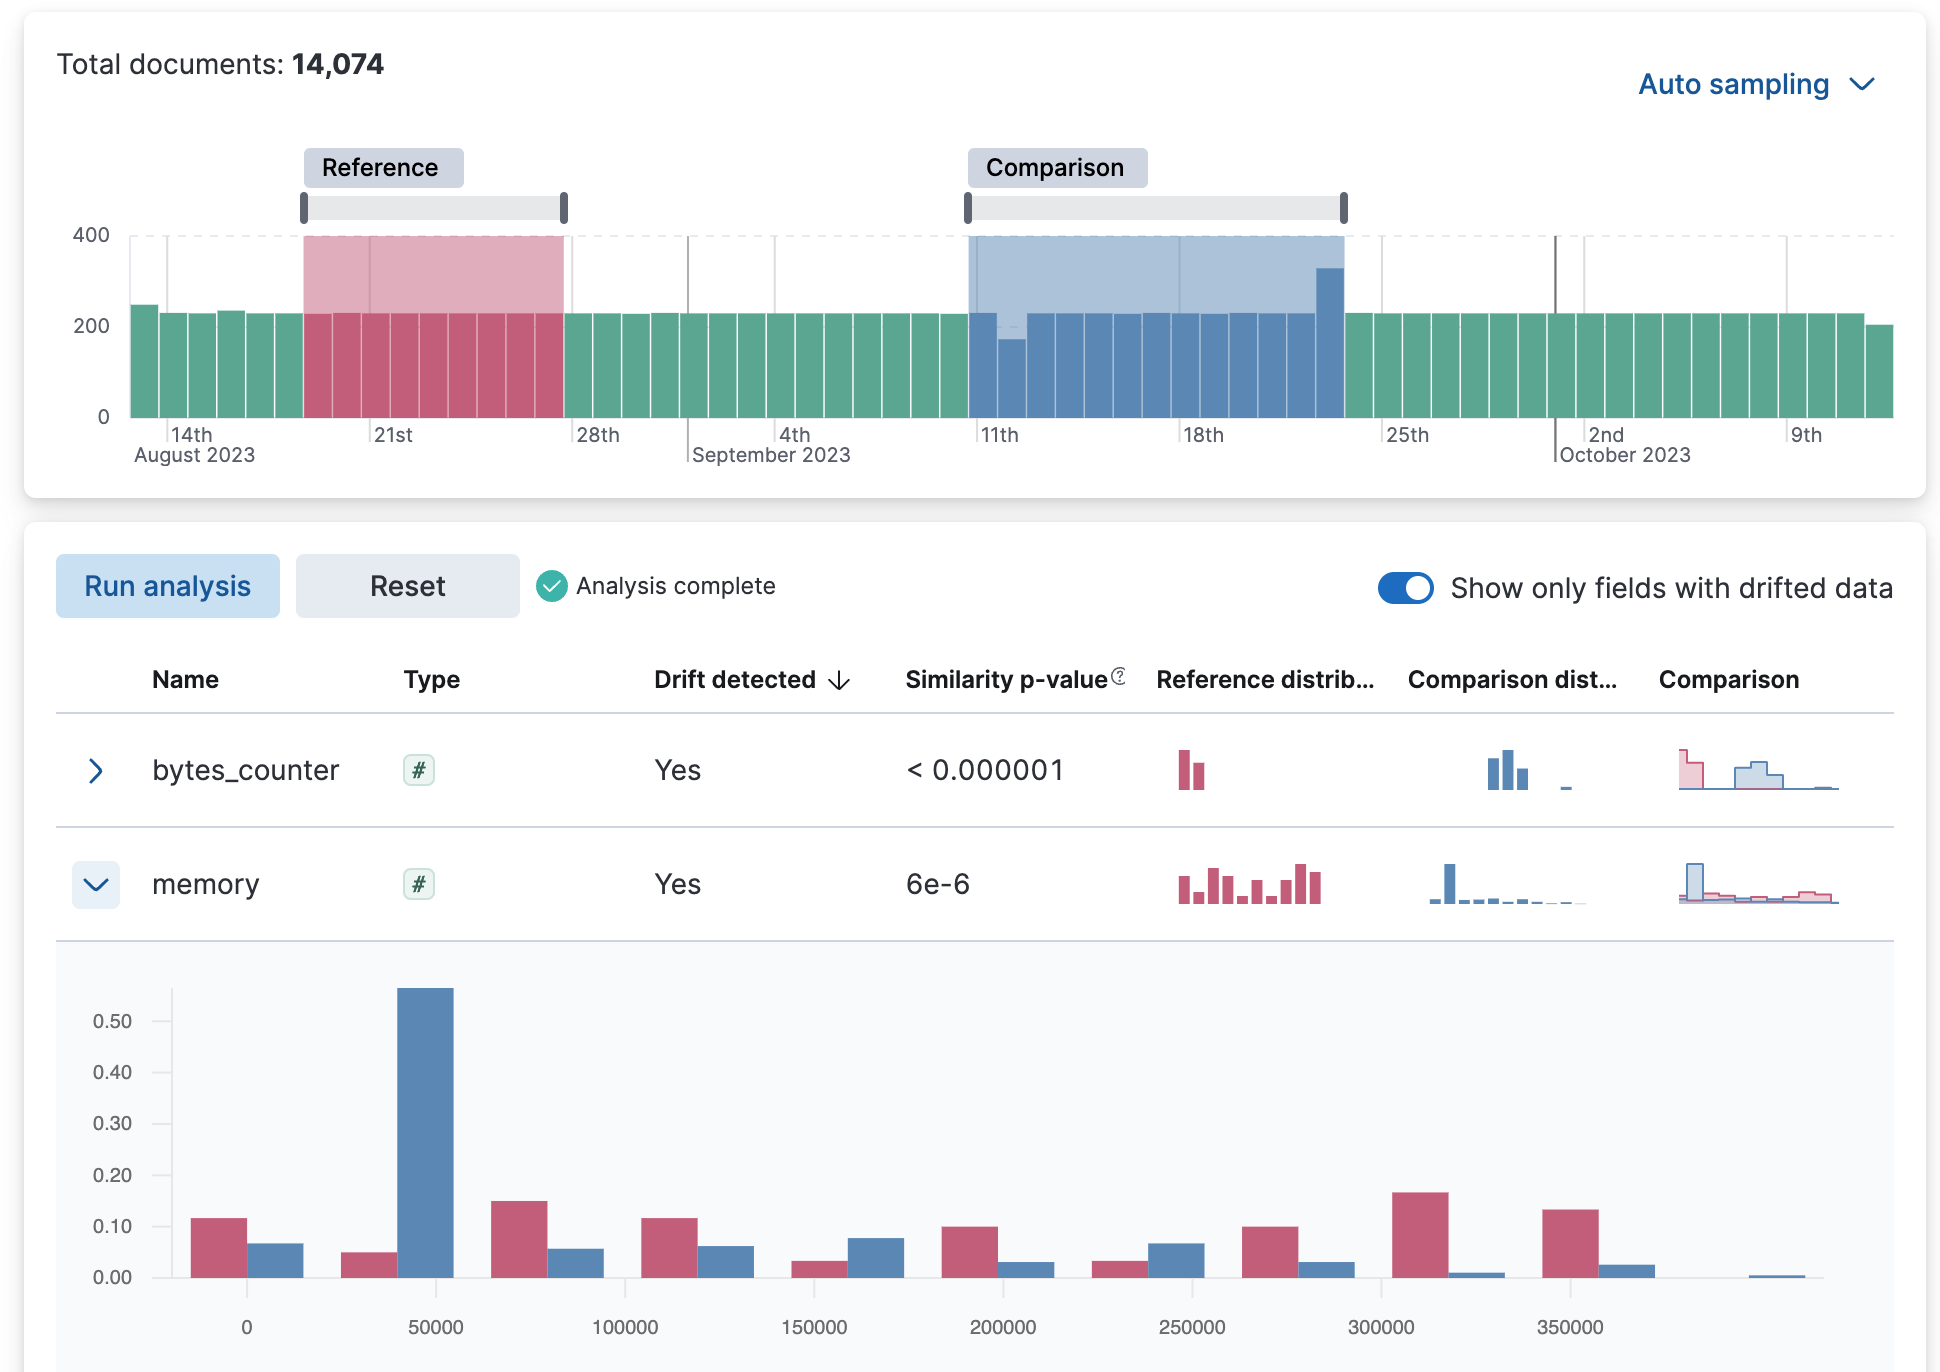 Total documents: 14,074
Auto sampling
Reference
Comparison
400
200
0
14th 21st 28th 4th 11th 18th 25th 2nd 9th
August 2023 September 2023 October 2023
Run analysis Reset Analysis complete Show only fields with drifted data
Name Type Drift detected Similarity p-value Reference distrib... Comparison dist... Comparison
bytes_counter # Yes < 0.000001
memory # Yes 6e-6
0.50
0.40
0.30
0.20
0.10
0.00
0 50000 100000 150000 200000 250000 300000 350000